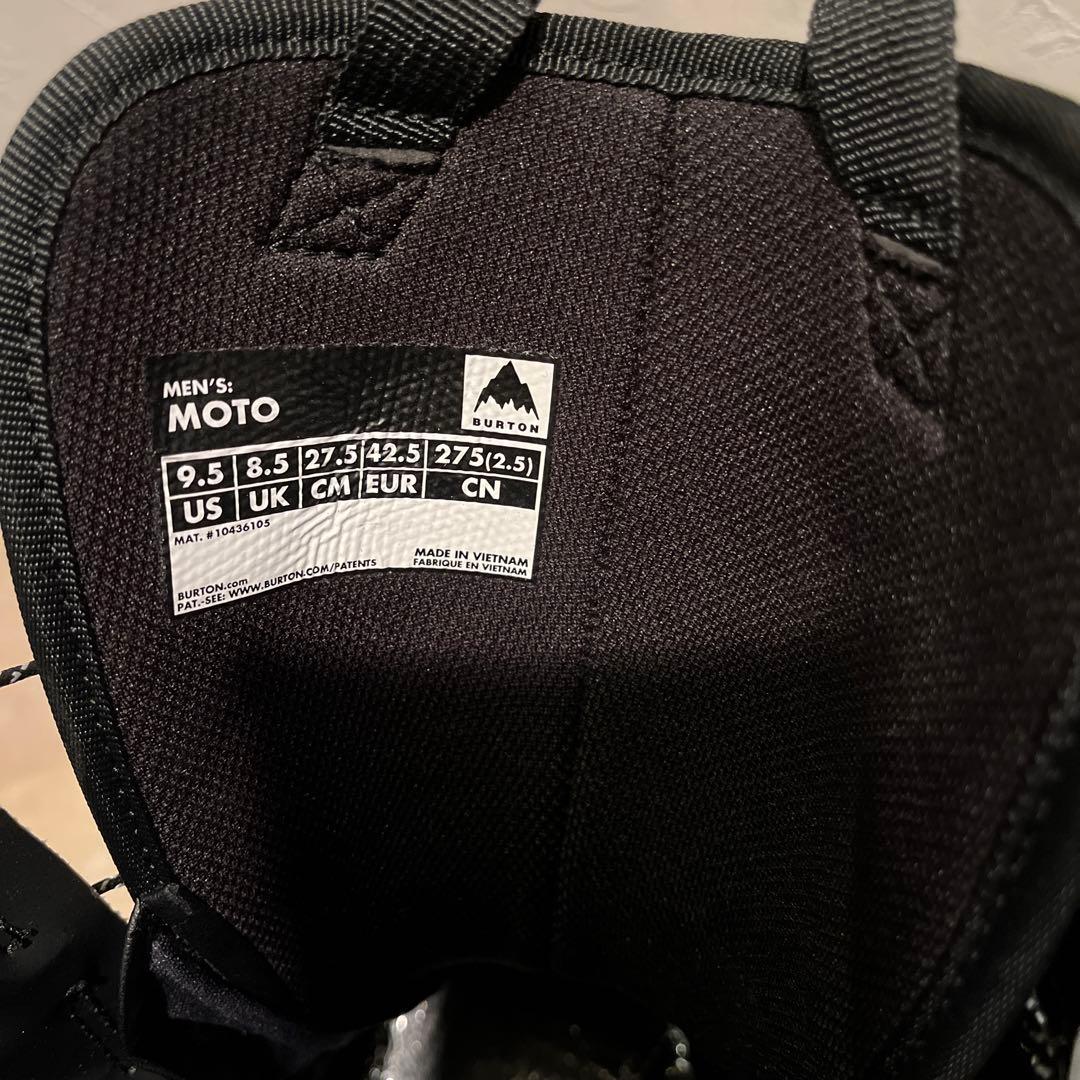 MEN'S:
MOTO
BURTON
9.5 8.5 27.5 42.5 275(2.5)
US UK CM EUR CN
MAT. #10436105
MADE IN VIETNAM
FABRIQUE EN VIETNAM
BURTON.com
PAT.-SEE: WWW.BURTON.COM/PATENTS